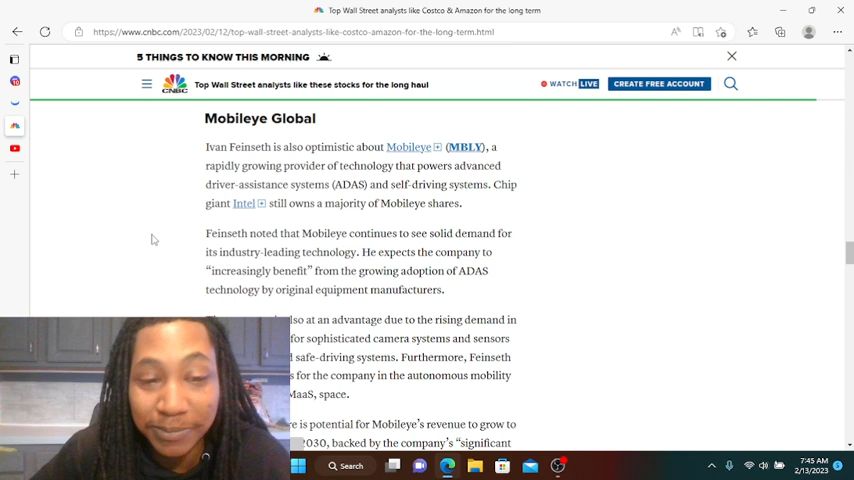 Top Wall Street analysts like Costco & Amazon for the long term
https://www.cnbc.com/2023/02/12/top-wall-street-analysts-like-costco-amazon-for-the-long-term.html
5 THINGS TO KNOW THIS MORNING
CNBC Top Wall Street analysts like these stocks for the long haul WATCH LIVE CREATE FREE ACCOUNT
Mobileye Global
Ivan Feinseth is also optimistic about Mobileye (MBLY), a
rapidly growing provider of technology that powers advanced
driver-assistance systems (ADAS) and self-driving systems. Chip
giant Intel still owns a majority of Mobileye shares.
Feinseth noted that Mobileye continues to see solid demand for
its industry-leading technology. He expects the company to
“increasingly benefit” from the growing adoption of ADAS
technology by original equipment manufacturers.
also at an advantage due to the rising demand in
for sophisticated camera systems and sensors
safe-driving systems. Furthermore, Feinseth
for the company in the autonomous mobility
MaaS, space.
is potential for Mobileye’s revenue to grow to
2030, backed by the company’s “significant
Search
7:45 AM
2/13/2023